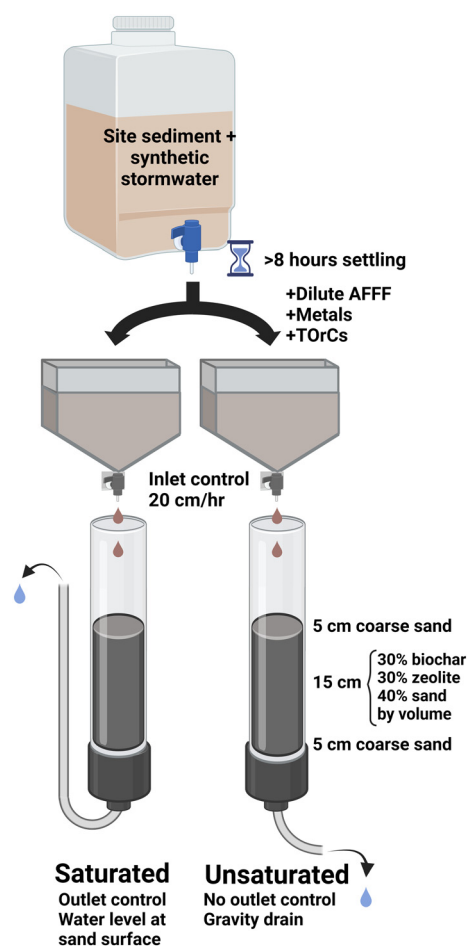 Site sediment +
synthetic
stormwater
>8 hours settling
+Dilute AFFF
+Metals
+TOrCs
Inlet control
20 cm/hr
5 cm coarse sand
15 cm
30% biochar
30% zeolite
40% sand
by volume
5 cm coarse sand
Saturated
Outlet control
Water level at
sand surface
Unsaturated
No outlet control
Gravity drain